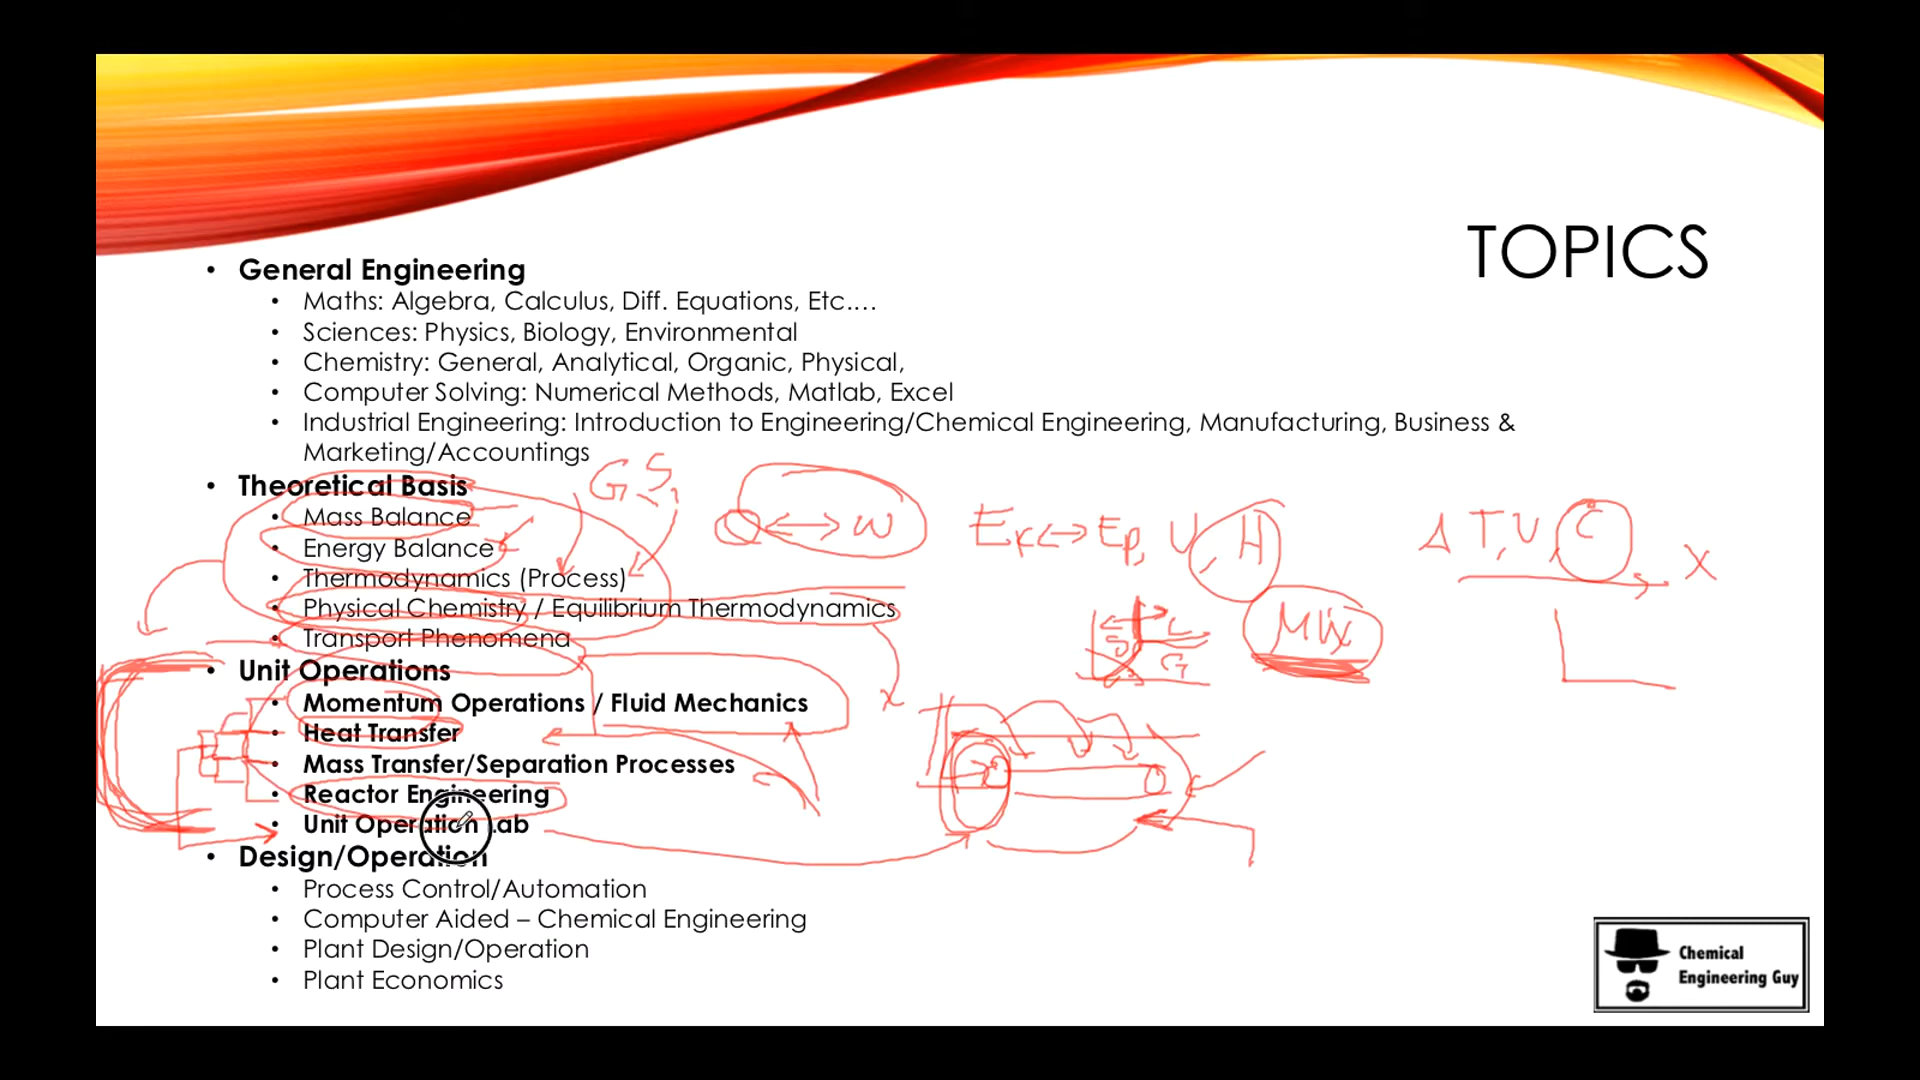 TOPICS
• General Engineering
• Maths: Algebra, Calculus, Diff. Equations, Etc.…
• Sciences: Physics, Biology, Environmental
• Chemistry: General, Analytical, Organic, Physical,
• Computer Solving: Numerical Methods, Matlab, Excel
• Industrial Engineering: Introduction to Engineering/Chemical Engineering, Manufacturing, Business &
Marketing/Accountings
G.S,
• Theoretical Basis
• Mass Balance
Q ↔ W
Ek ↔ Ep, U, H
Δ T, U, C
• Energy Balance
X
• Thermodynamics (Process)
• Physical Chemistry / Equilibrium Thermodynamics
S L
G
Mix
• Transport Phenomena
• Unit Operations
• Momentum Operations / Fluid Mechanics
• Heat Transfer
• Mass Transfer/Separation Processes
• Reactor Engineering
• Unit Operation Lab
• Design/Operation
• Process Control/Automation
• Computer Aided – Chemical Engineering
• Plant Design/Operation
• Plant Economics
Chemical
Engineering Guy